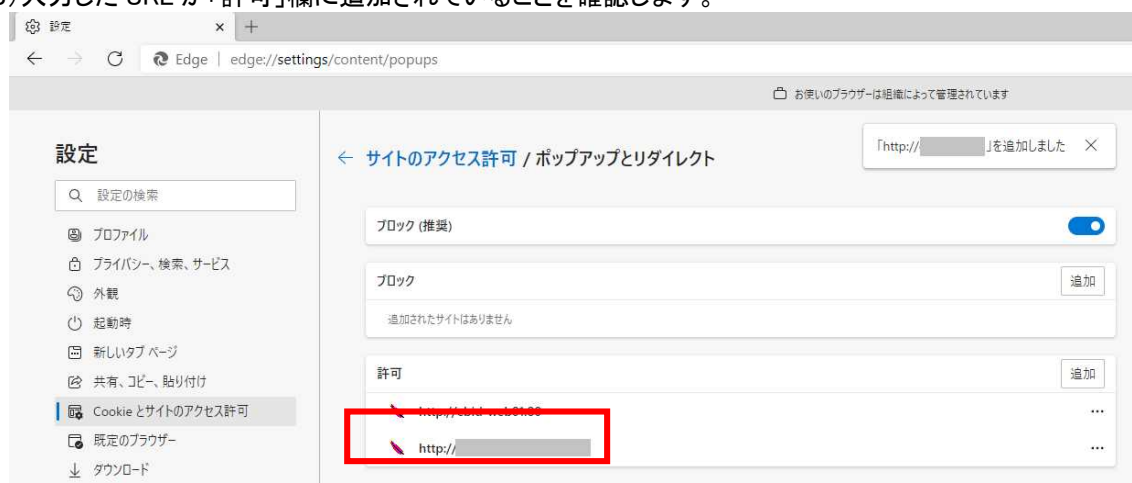 入力した URL が「許可」欄に追加されていることを確認します。
設定
Edge | edge://settings/content/popups
お使いのブラウザーは組織によって管理されています
設定
設定の検索
プロファイル
プライバシー、検索、サービス
外観
起動時
新しいタブ ページ
共有、コピー、貼り付け
Cookie とサイトのアクセス許可
既定のブラウザー
ダウンロード
← サイトのアクセス許可 / ポップアップとリダイレクト
「http:// 」を追加しました
ブロック (推奨)
ブロック
追加
追加されたサイトはありません
許可
追加
http://